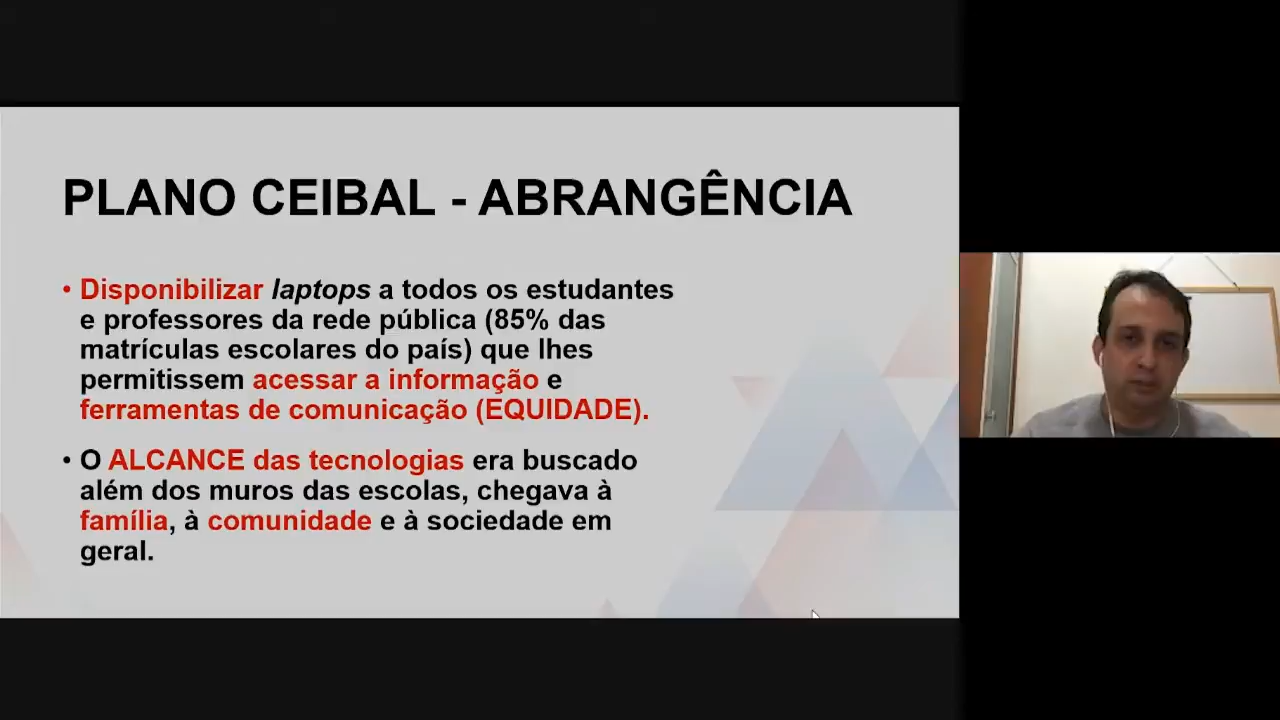 PLANO CEIBAL - ABRANGÊNCIA
• Disponibilizar laptops a todos os estudantes
e professores da rede pública (85% das
matrículas escolares do país) que lhes
permitissem acessar a informação e
ferramentas de comunicação (EQUIDADE).
• O ALCANCE das tecnologias era buscado
além dos muros das escolas, chegava à
família, à comunidade e à sociedade em
geral.